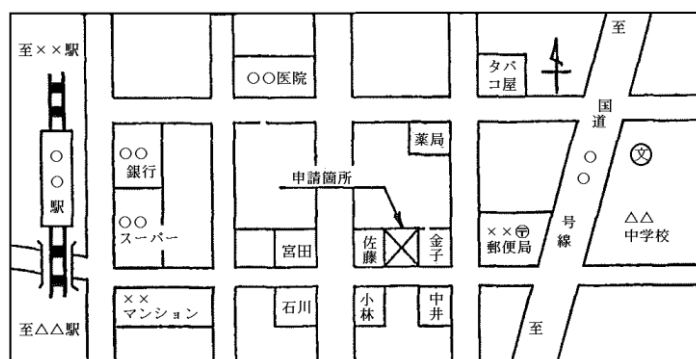 至××駅
○○駅
至△△駅
○○医院
タバコ屋
至
国道○○号線
至
薬局
文
○○
銀行
申請箇所
○○
スーパー
宮田
佐藤
金子
××〒
郵便局
△△
中学校
××
マンション
石川
小林
中井